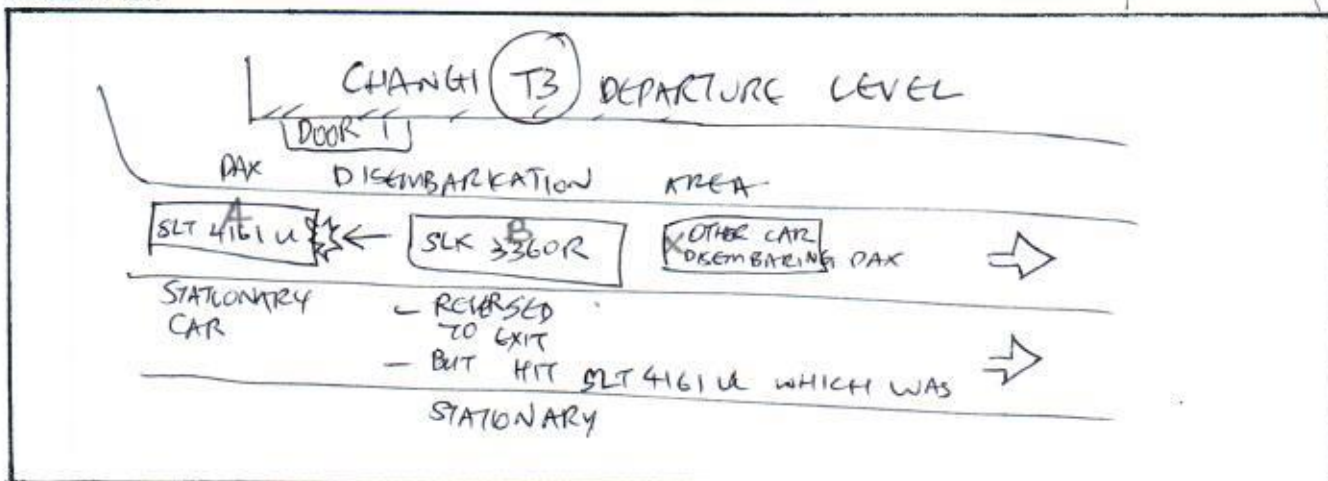 CHANGI T3 DEPARTURE LEVEL
DOOR 1
PAX DISEMBARKATION AREA
A
SLT 4161 U
B
SLK 3360R
X OTHER CAR
DISEMBARING PAX
STATIONARY
CAR
- REVERSED
TO EXIT
- BUT HIT SLT 4161 U WHICH WAS
STATIONARY